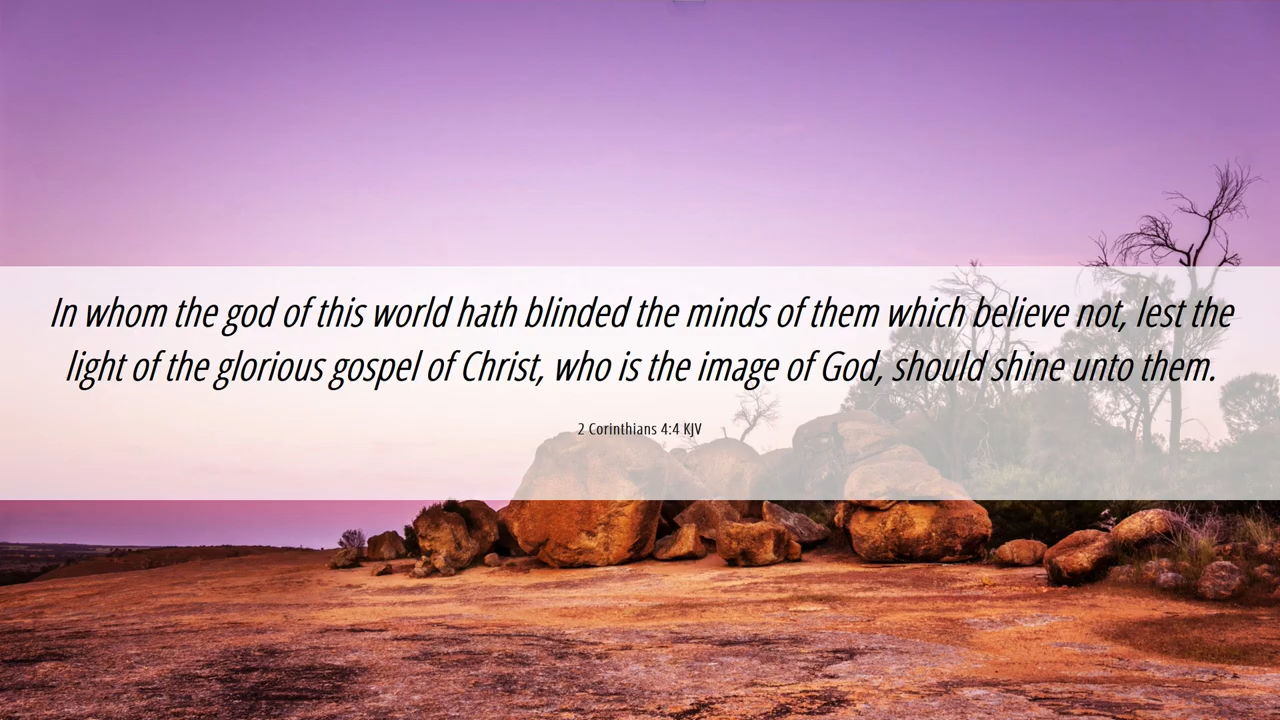 In whom the god of this world hath blinded the minds of them which believe not, lest the
light of the glorious gospel of Christ, who is the image of God, should shine unto them.
2 Corinthians 4:4 KJV